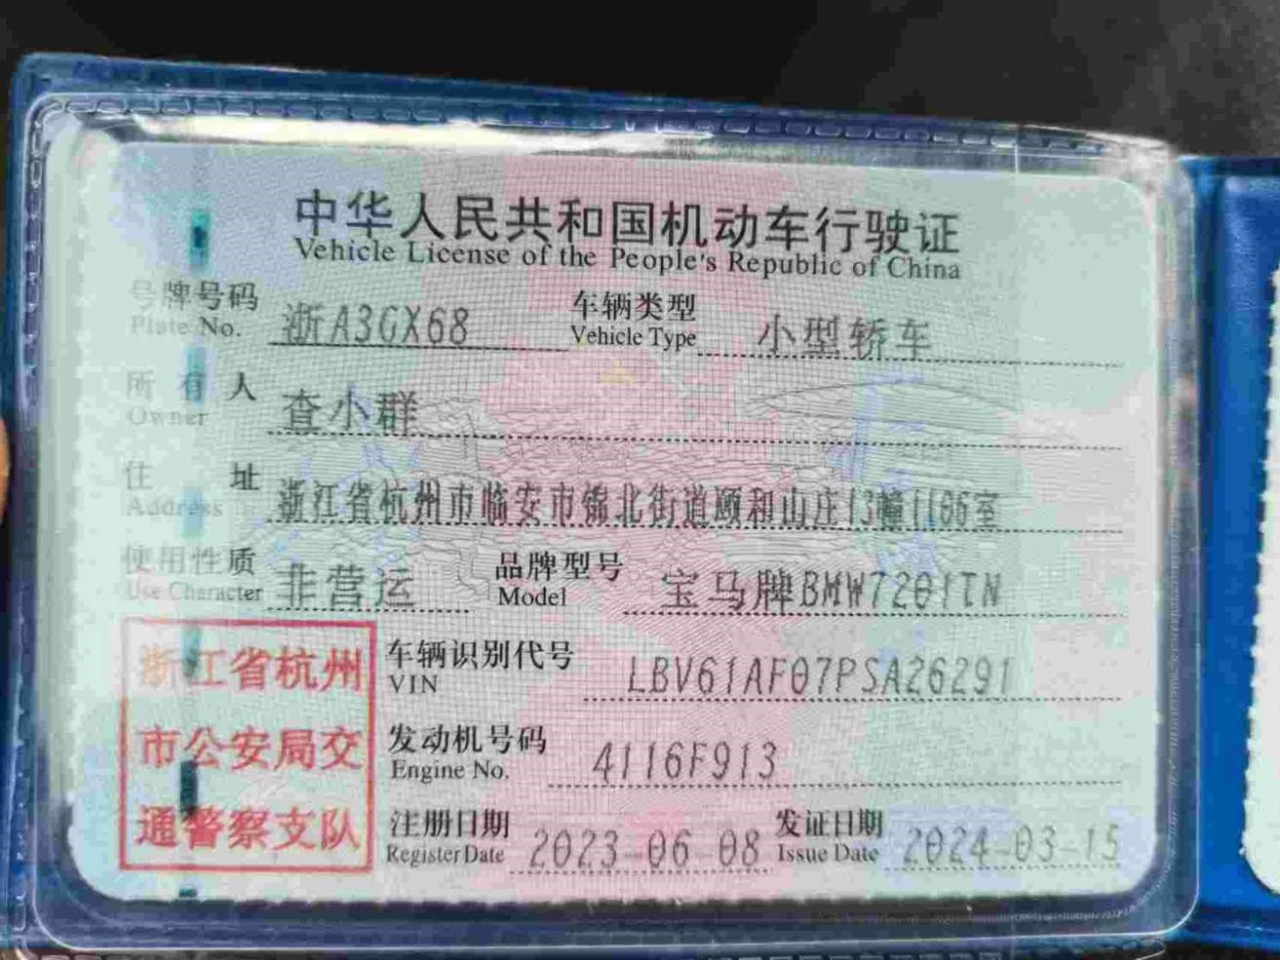 中华人民共和国机动车行驶证
Vehicle License of the People's Republic of China
号牌号码 浙A3GX68 车辆类型 小型轿车
Plate No. Vehicle Type
所有人 查小群
Owner
住址 浙江省杭州市临安市锦北街道颐和山庄13幢1166室
Address
使用性质 非营运 品牌型号 宝马牌BMW7201TN
Use Character Model
浙江省杭州
市公安局交
通警察支队
车辆识别代号 LBV61AF07PSA26291
VIN
发动机号码 4116F913
Engine No.
注册日期 2023-06-08 发证日期 2024-03-15
Register Date Issue Date